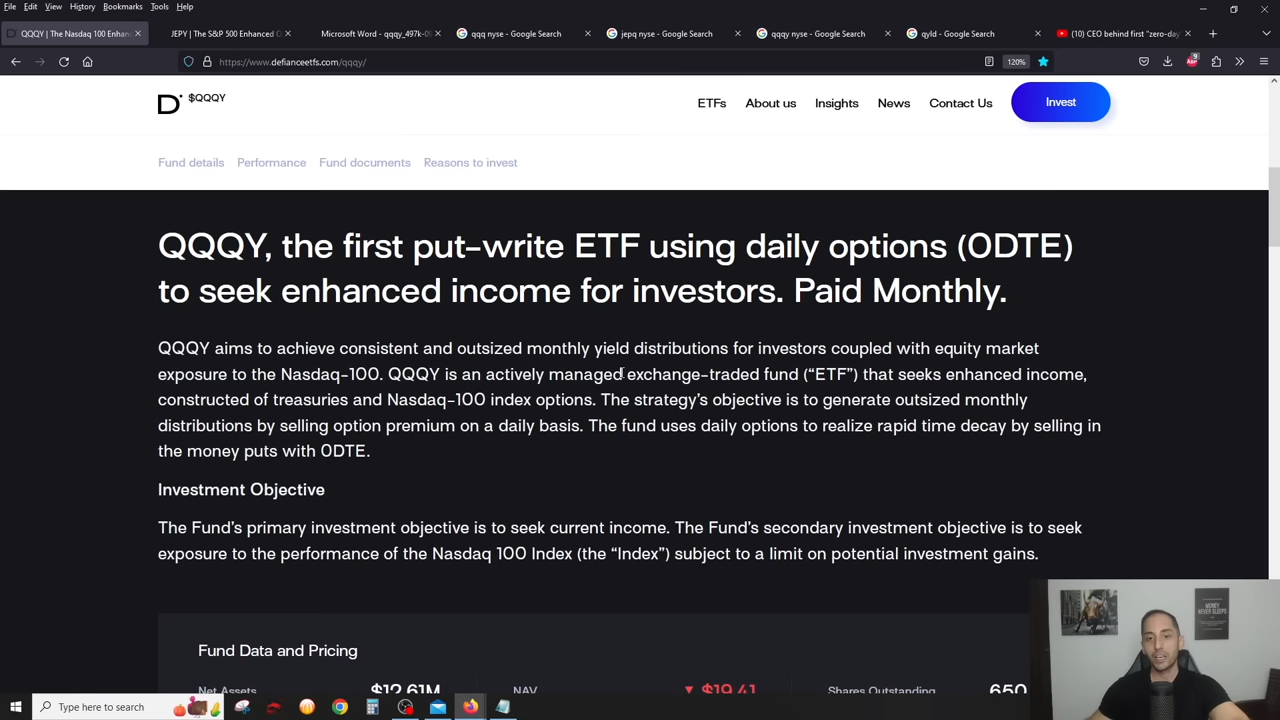 File Edit View History Bookmarks Tools Help
QQQY | The Nasdaq 100 Enhan
JEPY | The S&P 500 Enhanced
Microsoft Word - qqqy_497k-09
qqq nyse - Google Search
jepq nyse - Google Search
qqqy nyse - Google Search
qyld - Google Search
(10) CEO behind first "zero-day
https://www.defianceetfs.com/qqqy/
120%
9
D $QQQY
ETFs About us Insights News Contact Us Invest
Fund details Performance Fund documents Reasons to invest
QQQY, the first put-write ETF using daily options (0DTE)
to seek enhanced income for investors. Paid Monthly.
QQQY aims to achieve consistent and outsized monthly yield distributions for investors coupled with equity market
exposure to the Nasdaq-100. QQQY is an actively managed exchange-traded fund (“ETF”) that seeks enhanced income,
constructed of treasuries and Nasdaq-100 index options. The strategy’s objective is to generate outsized monthly
distributions by selling option premium on a daily basis. The fund uses daily options to realize rapid time decay by selling in
the money puts with 0DTE.
Investment Objective
The Fund’s primary investment objective is to seek current income. The Fund’s secondary investment objective is to seek
exposure to the performance of the Nasdaq 100 Index (the “Index”) subject to a limit on potential investment gains.
Fund Data and Pricing
Net Assets $12.61M NAV $19.41 Shares Outstanding 650
MONEY
NEVER SLEEPS
Type here to search